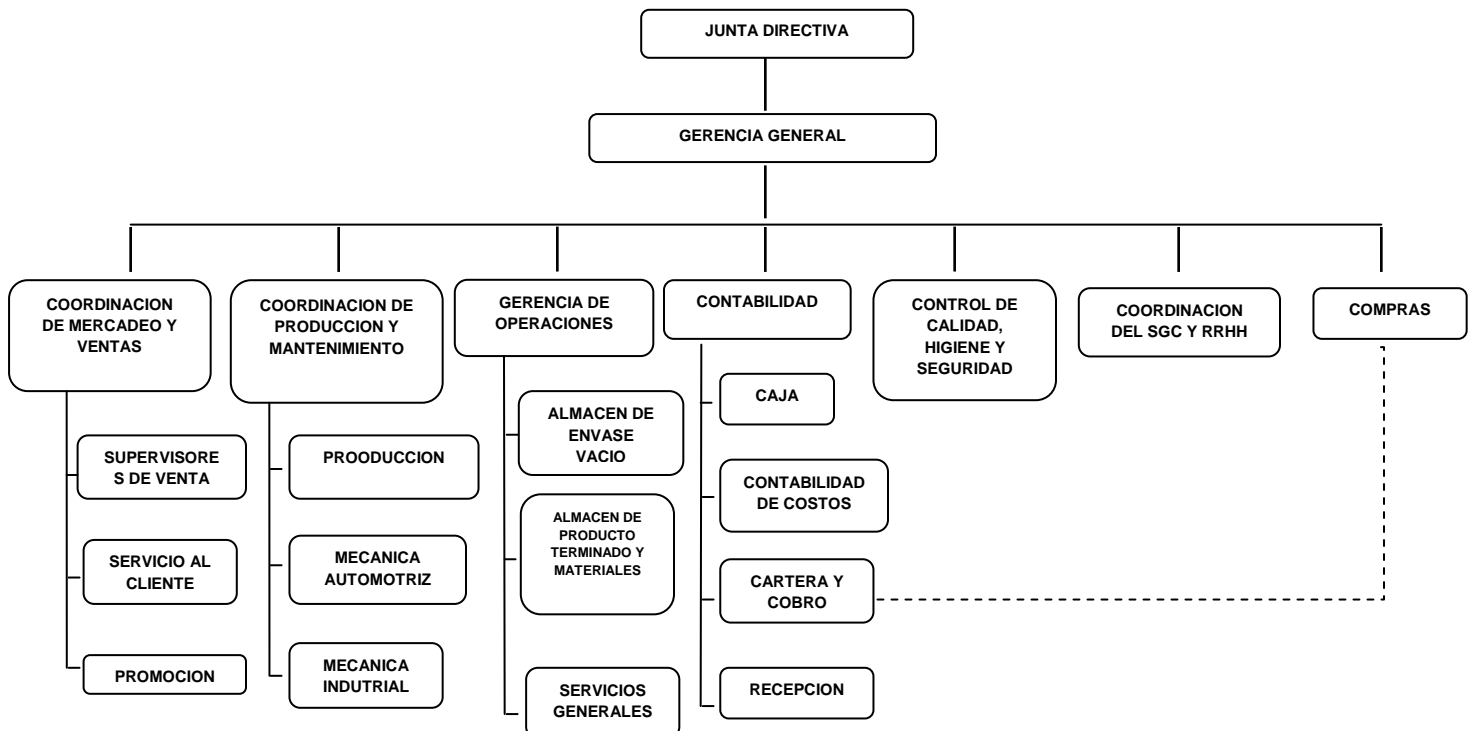 JUNTA DIRECTIVA
GERENCIA GENERAL
COORDINACION
DE MERCADEO Y
VENTAS
COORDINACION DE
PRODUCCION Y
MANTENIMIENTO
GERENCIA DE
OPERACIONES
CONTABILIDAD
CONTROL DE
CALIDAD,
HIGIENE Y
SEGURIDAD
COORDINACION
DEL SGC Y RRHH
COMPRAS
SUPERVISORE
S DE VENTA
SERVICIO AL
CLIENTE
PROMOCION
PROODUCCION
MECANICA
AUTOMOTRIZ
MECANICA
INDUTRIAL
ALMACEN DE
ENVASE
VACIO
ALMACEN DE
PRODUCTO
TERMINADO Y
MATERIALES
SERVICIOS
GENERALES
CAJA
CONTABILIDAD
DE COSTOS
CARTERA Y
COBRO
RECEPCION